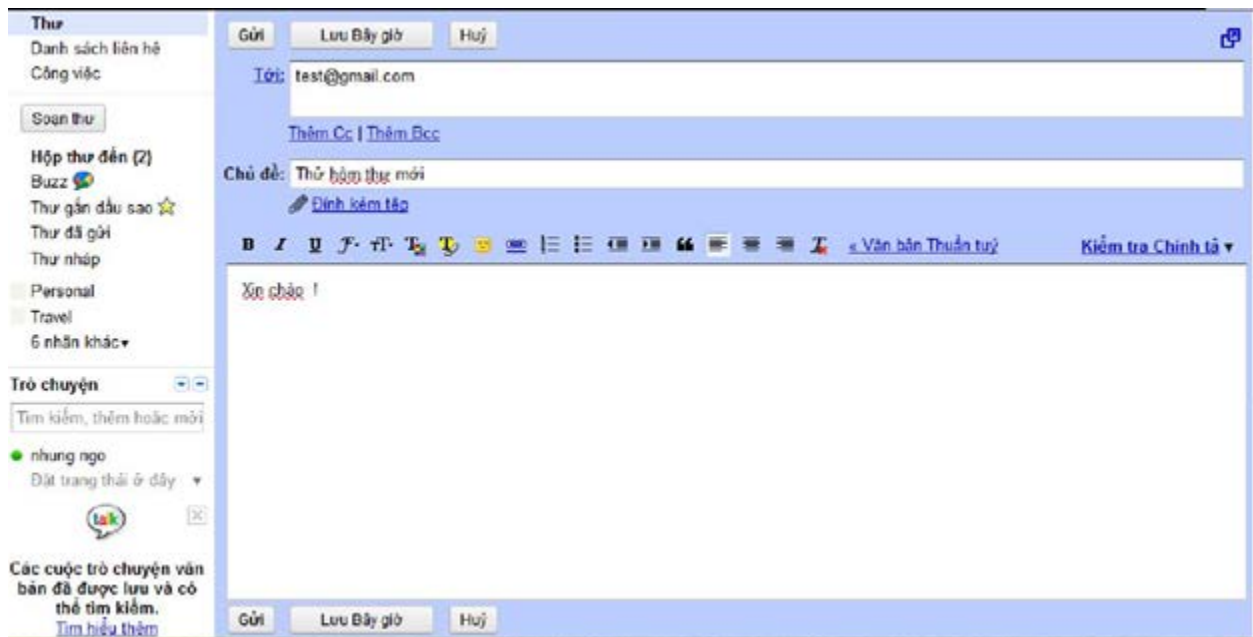 Thư
Danh sách liên hệ
Công việc
Soạn thư
Hộp thư đến (2)
Buzz
Thư gắn dấu sao
Thư đã gửi
Thư nháp
Personal
Travel
6 nhãn khác
Trò chuyện
Tìm kiếm, thêm hoặc mời
nhung ngo
Đặt trạng thái ở đây
talk
Các cuộc trò chuyện văn
bản đã được lưu và có
thể tìm kiếm.
Tìm hiểu thêm
Gửi Lưu Bây giờ Huỷ
Tới: test@gmail.com
Thêm Cc | Thêm Bcc
Chủ đề: Thử hòm thư mới
Đính kèm tệp
B I U « Văn bản Thuần tuý Kiểm tra Chính tả
Xin chào !
Gửi Lưu Bây giờ Huỷ